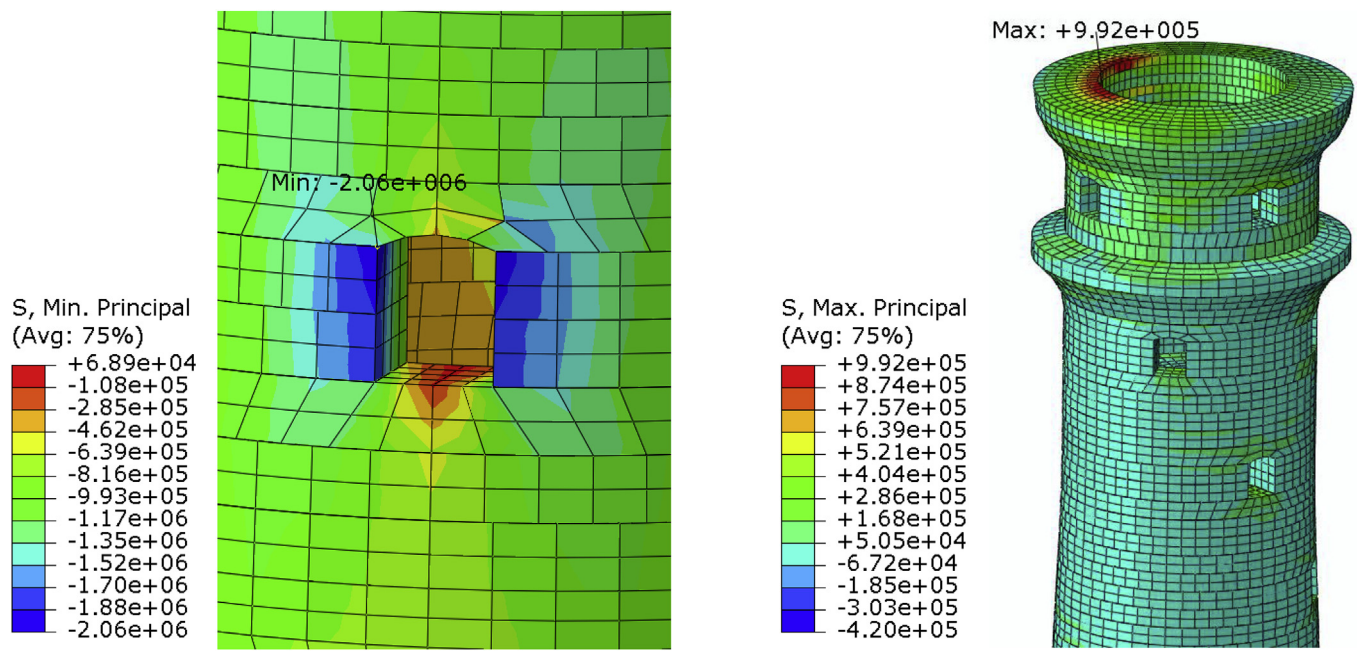 Min: -2.06e+006
S, Min. Principal
(Avg: 75%)
+6.89e+04
-1.08e+05
-2.85e+05
-4.62e+05
-6.39e+05
-8.16e+05
-9.93e+05
-1.17e+06
-1.35e+06
-1.52e+06
-1.70e+06
-1.88e+06
-2.06e+06
Max: +9.92e+005
S, Max. Principal
(Avg: 75%)
+9.92e+05
+8.74e+05
+7.57e+05
+6.39e+05
+5.21e+05
+4.04e+05
+2.86e+05
+1.68e+05
+5.05e+04
-6.72e+04
-1.85e+05
-3.03e+05
-4.20e+05